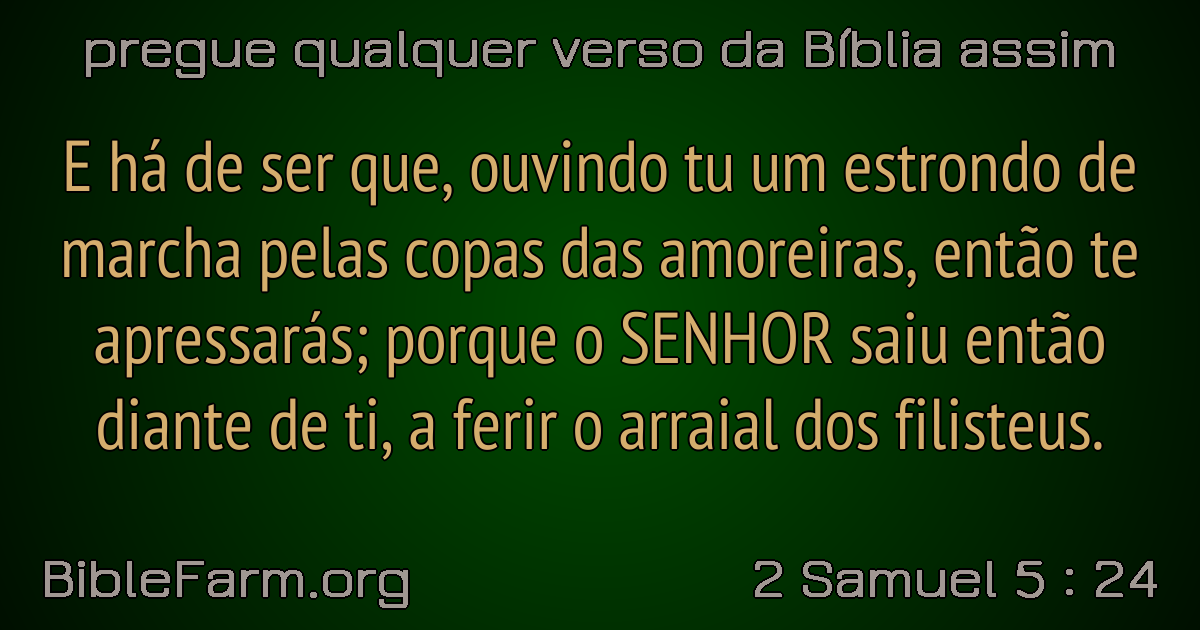 pregue qualquer verso da Bíblia assim
E há de ser que, ouvindo tu um estrondo de
marcha pelas copas das amoreiras, então te
apressarás; porque o SENHOR saiu então
diante de ti, a ferir o arraial dos filisteus.
BibleFarm.org
2 Samuel 5 : 24